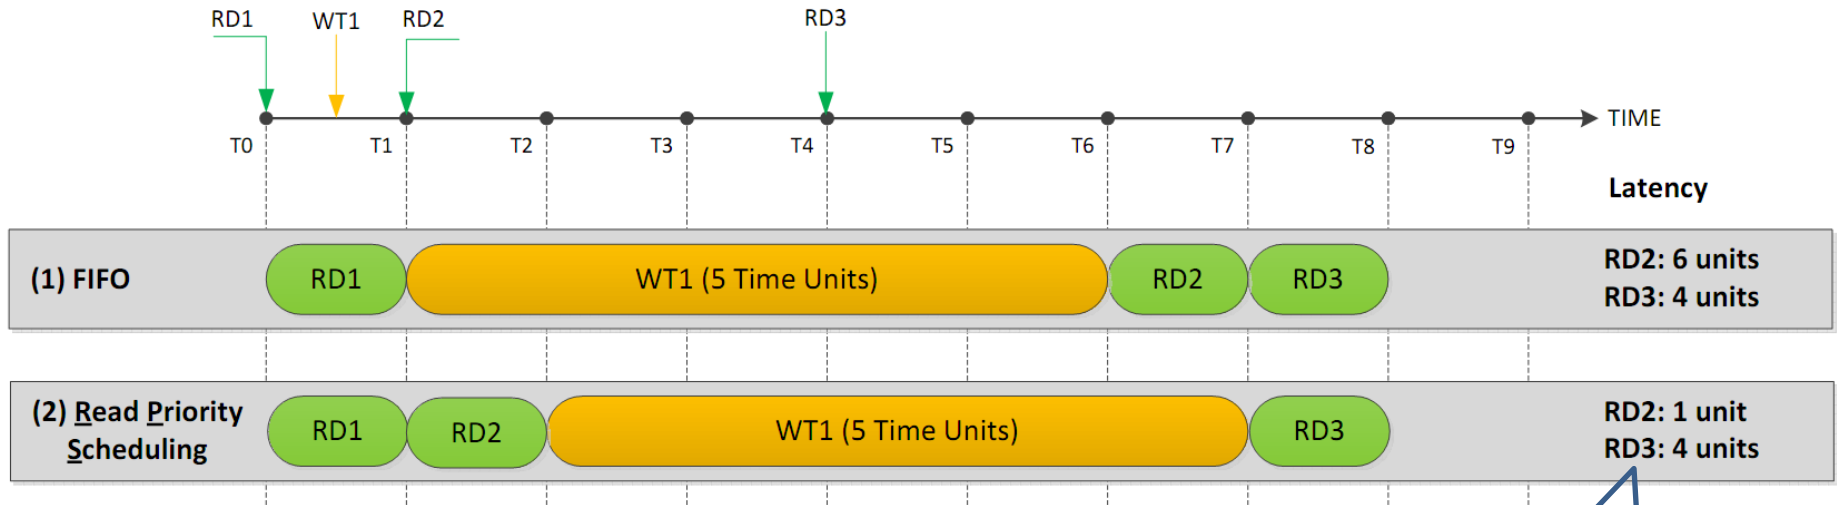 RD1
WT1
RD2
RD3
TIME
T0
T1
T2
T3
T4
T5
T6
T7
T8
T9
Latency
(1) FIFO
RD1
WT1 (5 Time Units)
RD2
RD3
RD2: 6 units
RD3: 4 units
(2) Read Priority
Scheduling
RD1
RD2
WT1 (5 Time Units)
RD3
RD2: 1 unit
RD3: 4 units